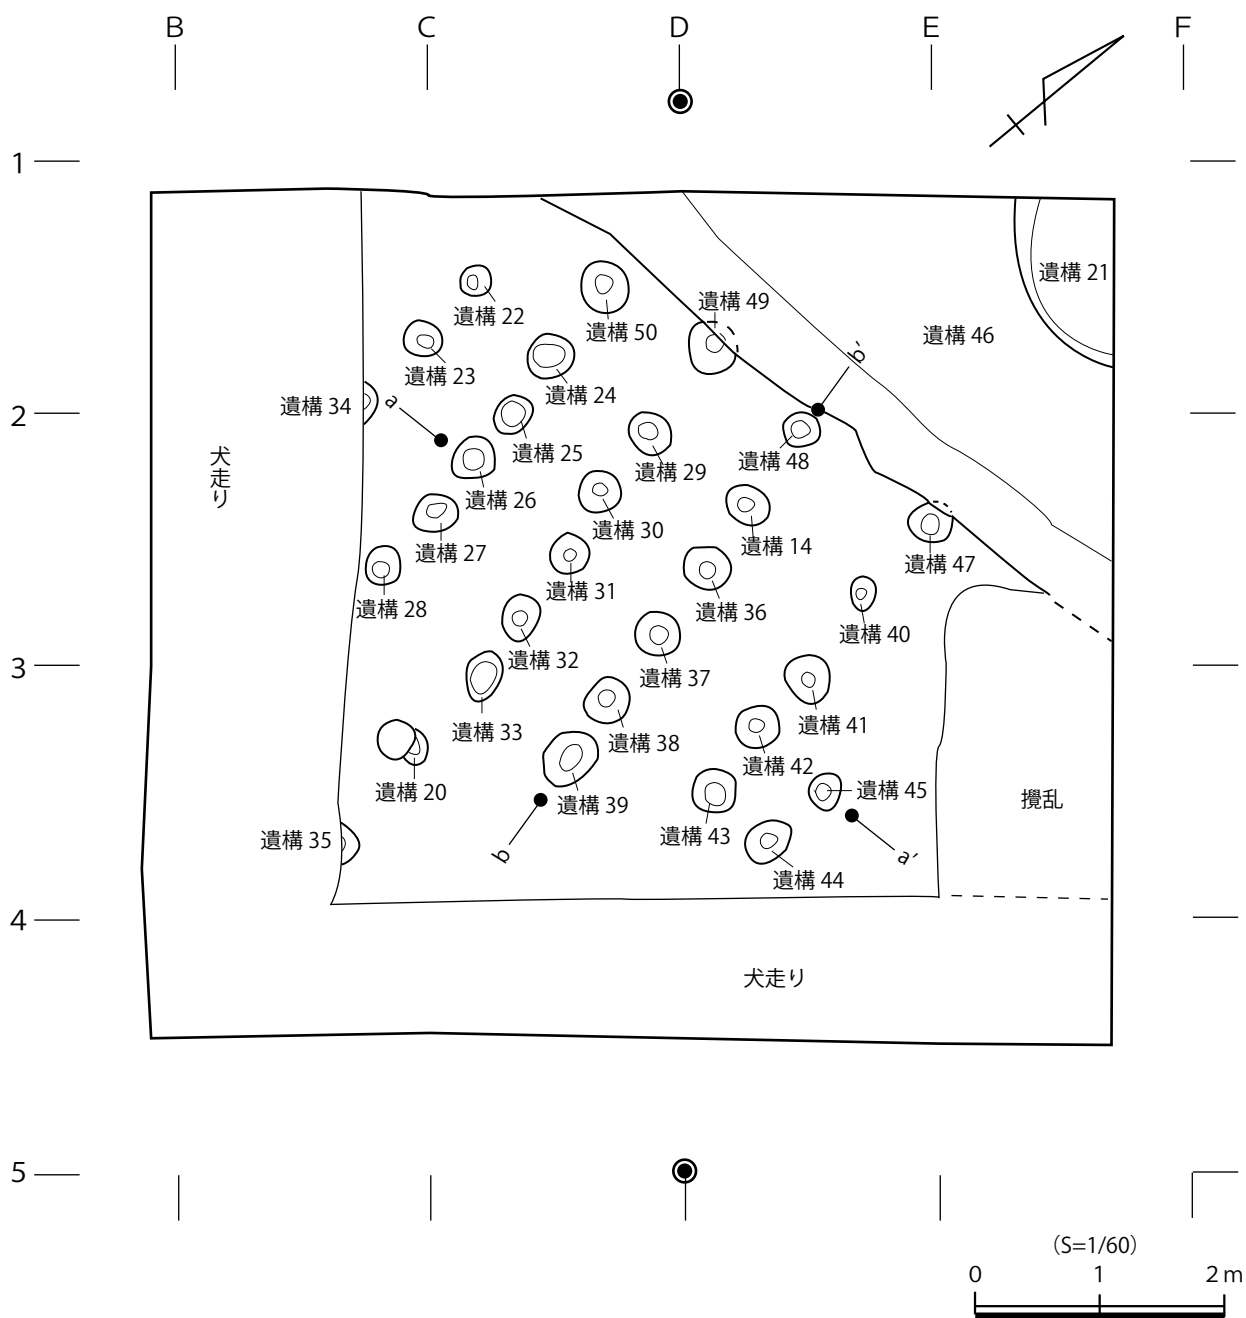 B C D E F
1
遺構 21
遺構 49
遺構 22
遺構 50
遺構 46
b′
遺構 23
遺構 24
遺構 34
a
2
遺構 25
犬走り
遺構 29
遺構 48
遺構 26
遺構 30
遺構 14
遺構 27
遺構 47
遺構 31
遺構 28
遺構 36
遺構 40
遺構 32
3
遺構 37
遺構 41
遺構 33
遺構 38
遺構 42
遺構 20
遺構 45
攪乱
遺構 39
遺構 35
遺構 43
b
a′
遺構 44
4
犬走り
5
(S=1/60)
0 1 2 m